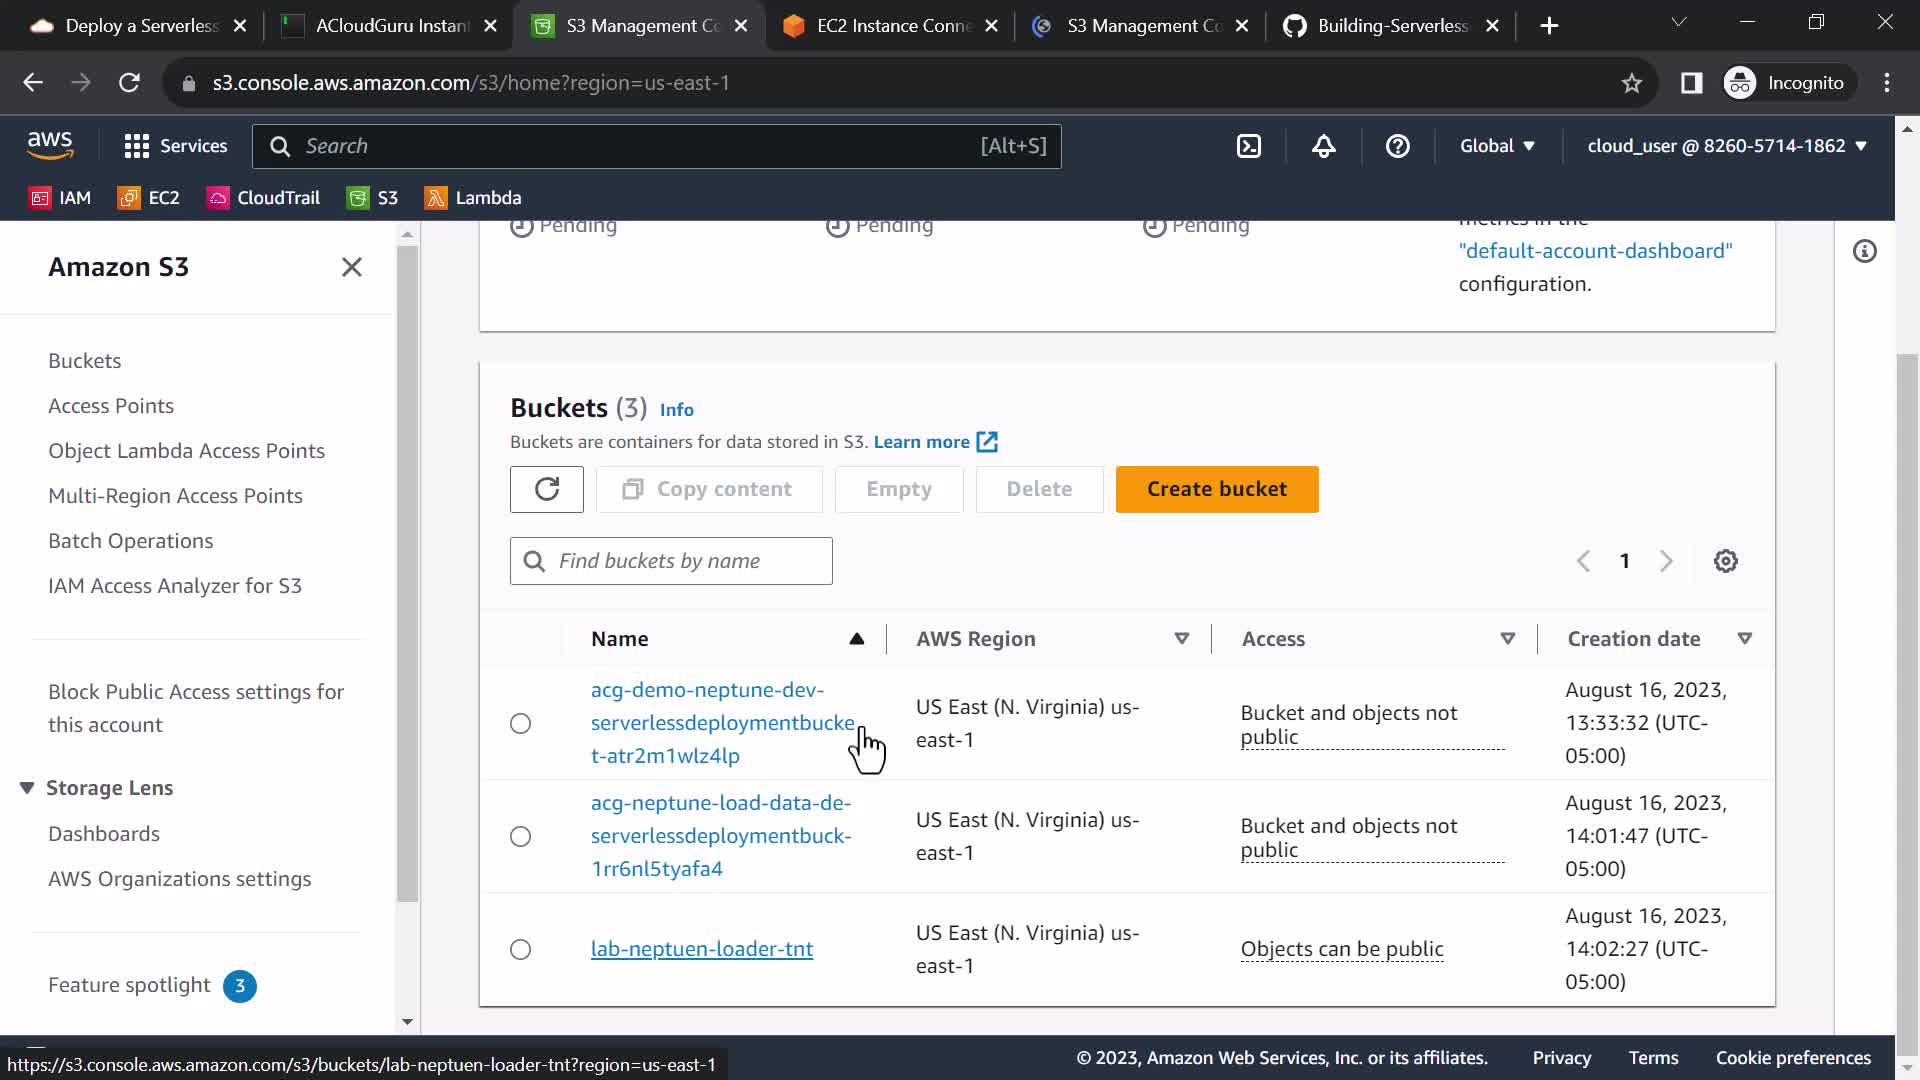 Deploy a Serverless
ACloudGuru Instant
S3 Management Co
EC2 Instance Conne
S3 Management Co
Building-Serverless
s3.console.aws.amazon.com/s3/home?region=us-east-1
Incognito
aws
Services
Search
[Alt+S]
Global
cloud_user @ 8260-5714-1862
IAM
EC2
CloudTrail
S3
Lambda
Amazon S3
Buckets
Access Points
Object Lambda Access Points
Multi-Region Access Points
Batch Operations
IAM Access Analyzer for S3
Block Public Access settings for
this account
Storage Lens
Dashboards
AWS Organizations settings
Feature spotlight 3
Pending
Pending
Pending
metrics in the
"default-account-dashboard"
configuration.
Buckets (3) Info
Buckets are containers for data stored in S3. Learn more
Copy content
Empty
Delete
Create bucket
Find buckets by name
1
Name
AWS Region
Access
Creation date
acg-demo-neptune-dev-
serverlessdeploymentbucke
t-atr2m1wlz4lp
US East (N. Virginia) us-
east-1
Bucket and objects not
public
August 16, 2023,
13:33:32 (UTC-
05:00)
acg-neptune-load-data-de-
serverlessdeploymentbuck-
1rr6nl5tyafa4
US East (N. Virginia) us-
east-1
Bucket and objects not
public
August 16, 2023,
14:01:47 (UTC-
05:00)
lab-neptuen-loader-tnt
US East (N. Virginia) us-
east-1
Objects can be public
August 16, 2023,
14:02:27 (UTC-
05:00)
https://s3.console.aws.amazon.com/s3/buckets/lab-neptuen-loader-tnt?region=us-east-1
© 2023, Amazon Web Services, Inc. or its affiliates.
Privacy
Terms
Cookie preferences